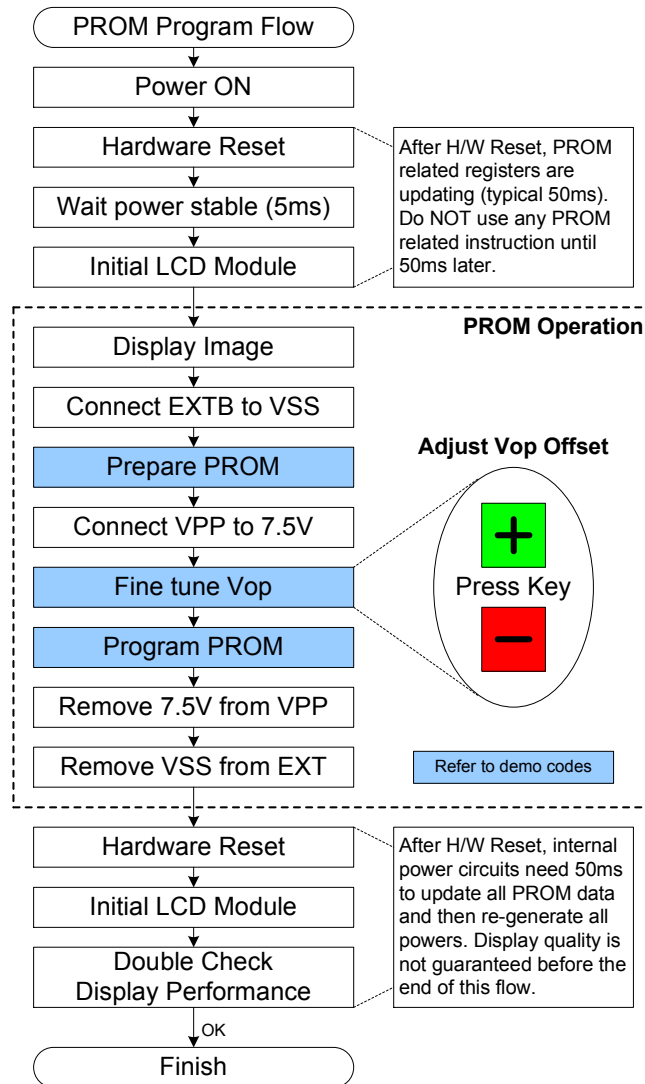 PROM Program Flow
Power ON
Hardware Reset
Wait power stable (5ms)
Initial LCD Module
After H/W Reset, PROM
related registers are
updating (typical 50ms).
Do NOT use any PROM
related instruction until
50ms later.
PROM Operation
Display Image
Connect EXTB to VSS
Prepare PROM
Connect VPP to 7.5V
Fine tune Vop
Program PROM
Remove 7.5V from VPP
Remove VSS from EXT
Adjust Vop Offset
+
Press Key
−
Refer to demo codes
Hardware Reset
Initial LCD Module
Double Check
Display Performance
OK
Finish
After H/W Reset, internal
power circuits need 50ms
to update all PROM data
and then re-generate all
powers. Display quality is
not guaranteed before the
end of this flow.